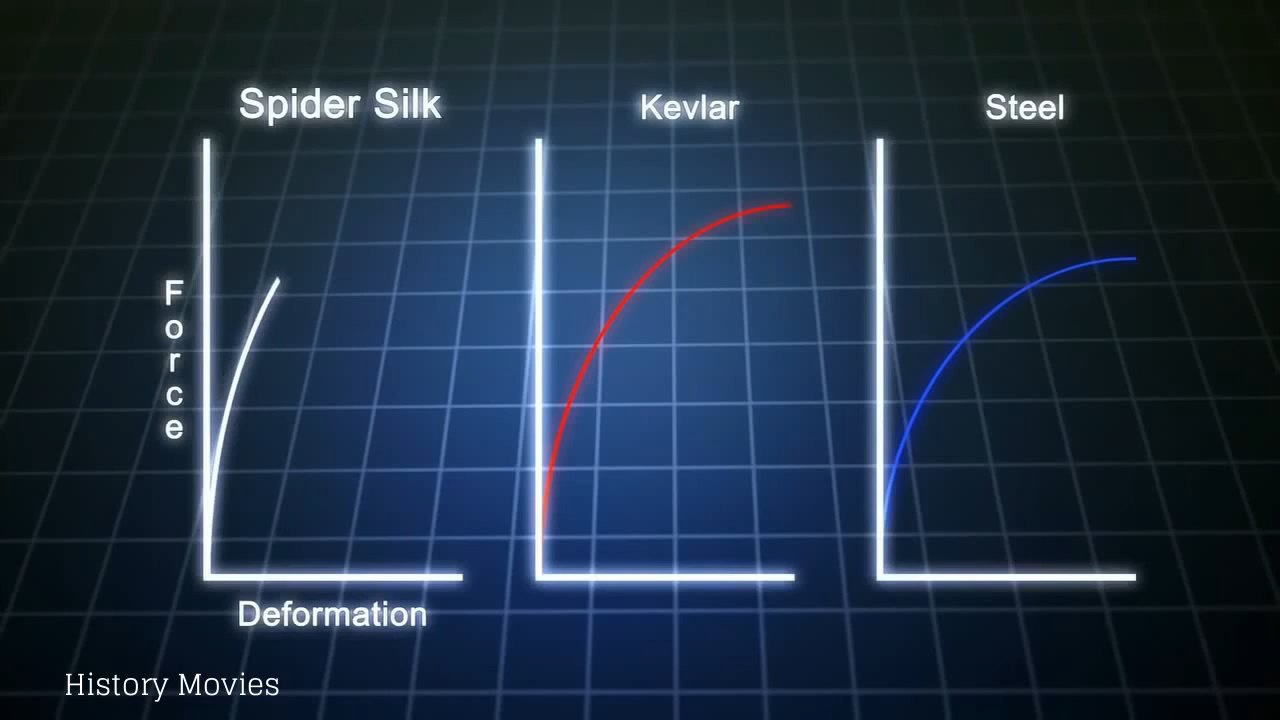 Spider Silk
Kevlar
Steel
Force
Deformation
History Movies